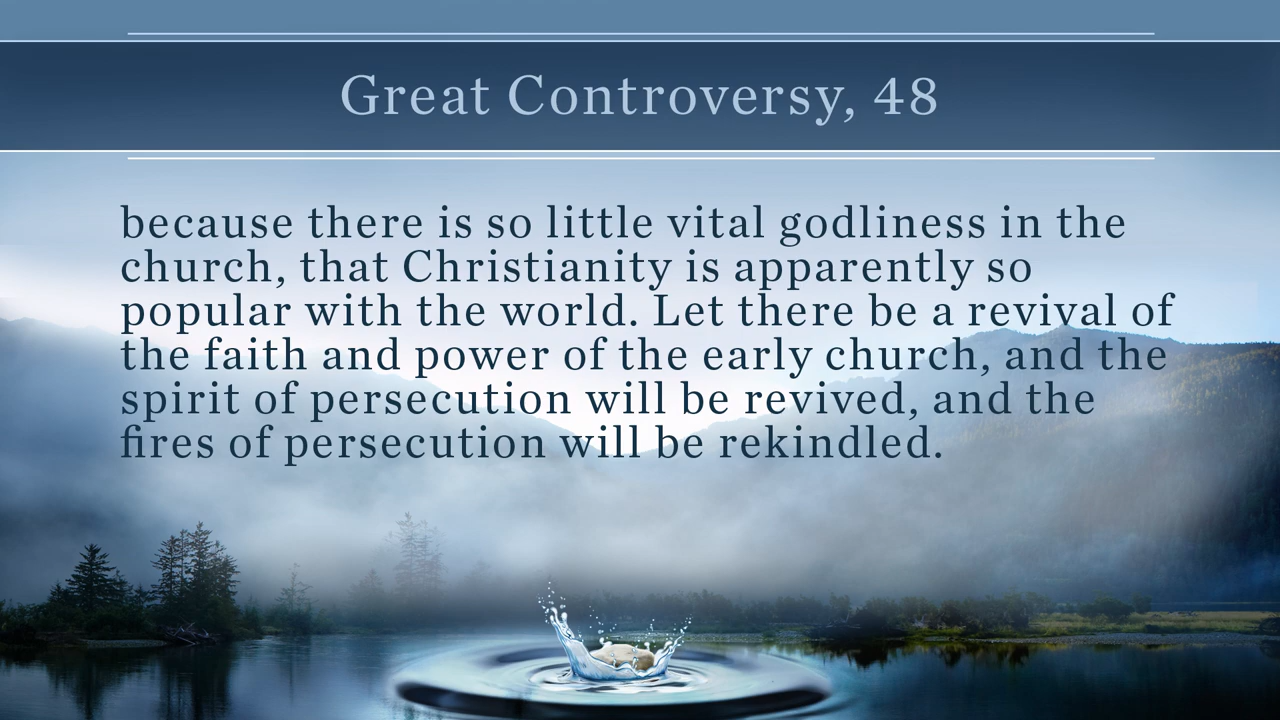 Great Controversy, 48
because there is so little vital godliness in the
church, that Christianity is apparently so
popular with the world. Let there be a revival of
the faith and power of the early church, and the
spirit of persecution will be revived, and the
fires of persecution will be rekindled.